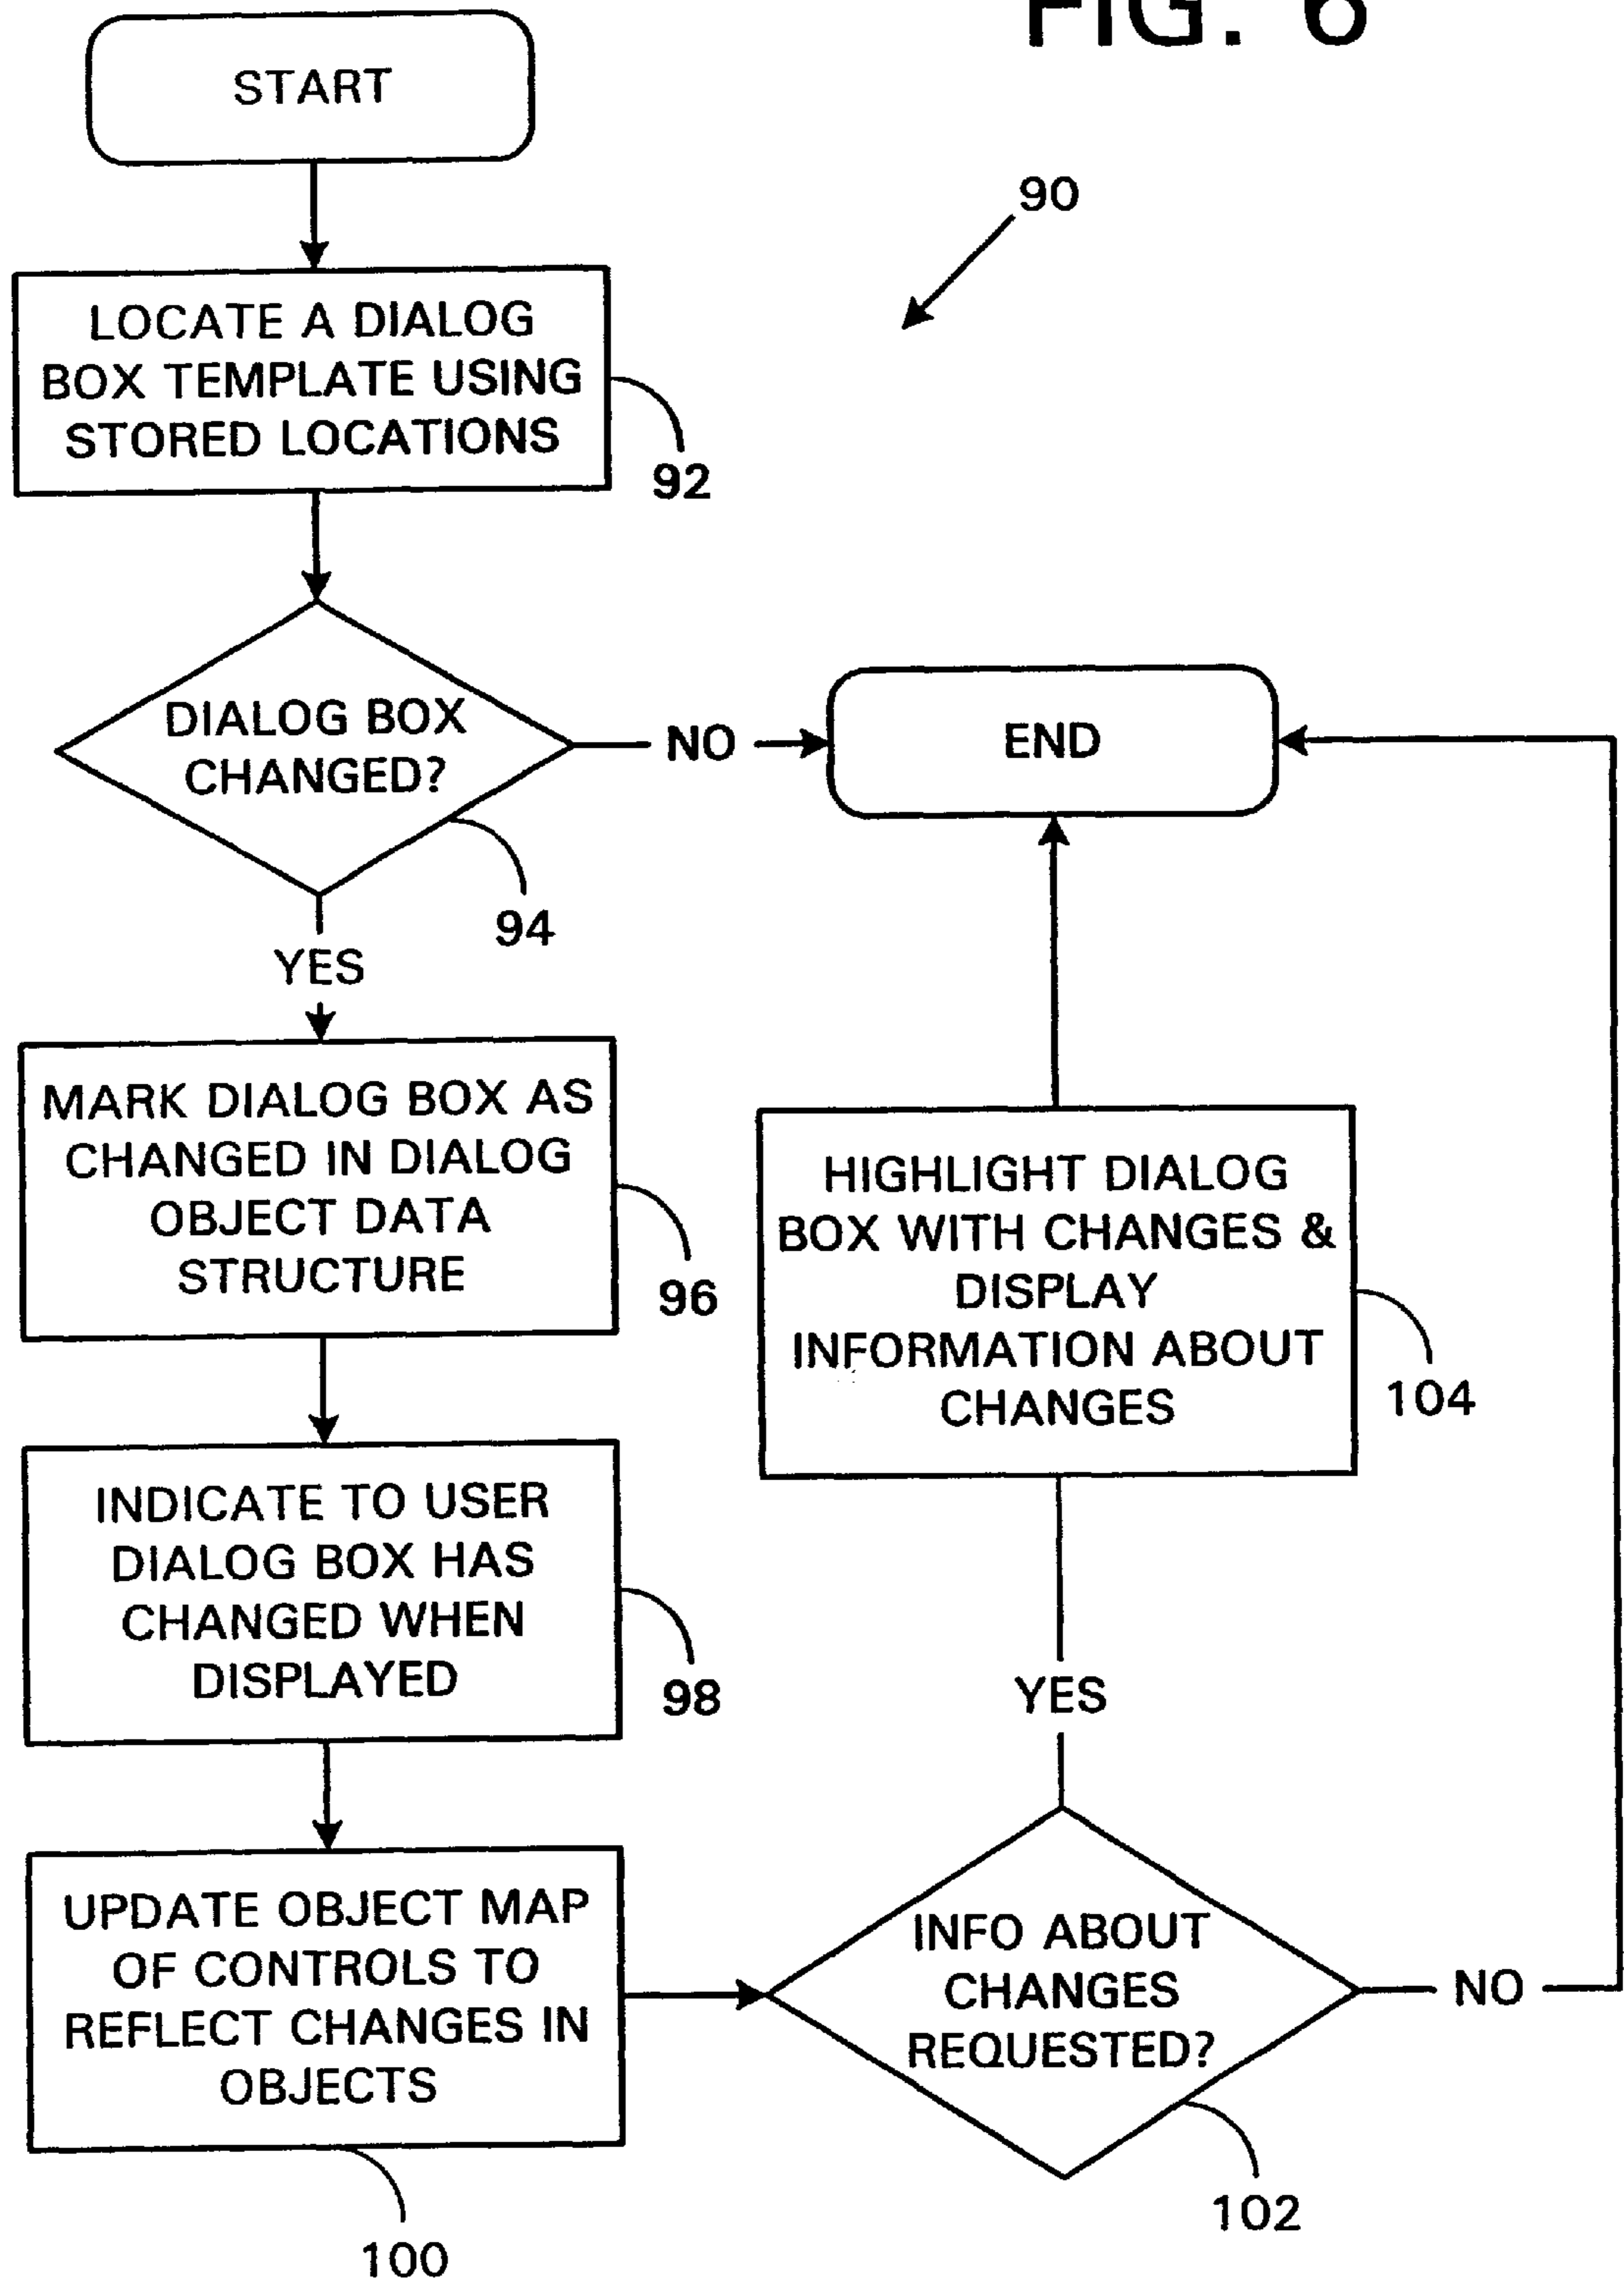 FIG. 6
START
90
LOCATE A DIALOG
BOX TEMPLATE USING
STORED LOCATIONS
92
DIALOG BOX
CHANGED?
NO
END
94
YES
MARK DIALOG BOX AS
CHANGED IN DIALOG
OBJECT DATA
STRUCTURE
96
HIGHLIGHT DIALOG
BOX WITH CHANGES &
DISPLAY
INFORMATION ABOUT
CHANGES
104
INDICATE TO USER
DIALOG BOX HAS
CHANGED WHEN
DISPLAYED
98
YES
UPDATE OBJECT MAP
OF CONTROLS TO
REFLECT CHANGES IN
OBJECTS
100
INFO ABOUT
CHANGES
REQUESTED?
NO
102